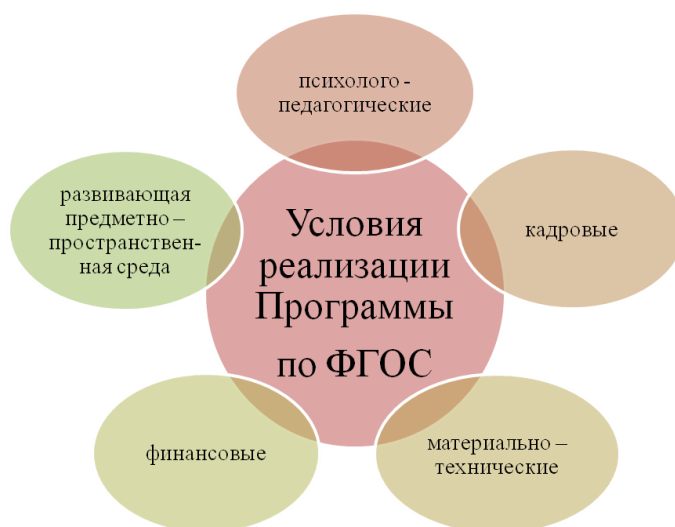 психолого -
педагогические
развивающая
предметно –
пространствен-
ная среда
Условия
реализации
Программы
по ФГОС
кадровые
финансовые
материально –
технические